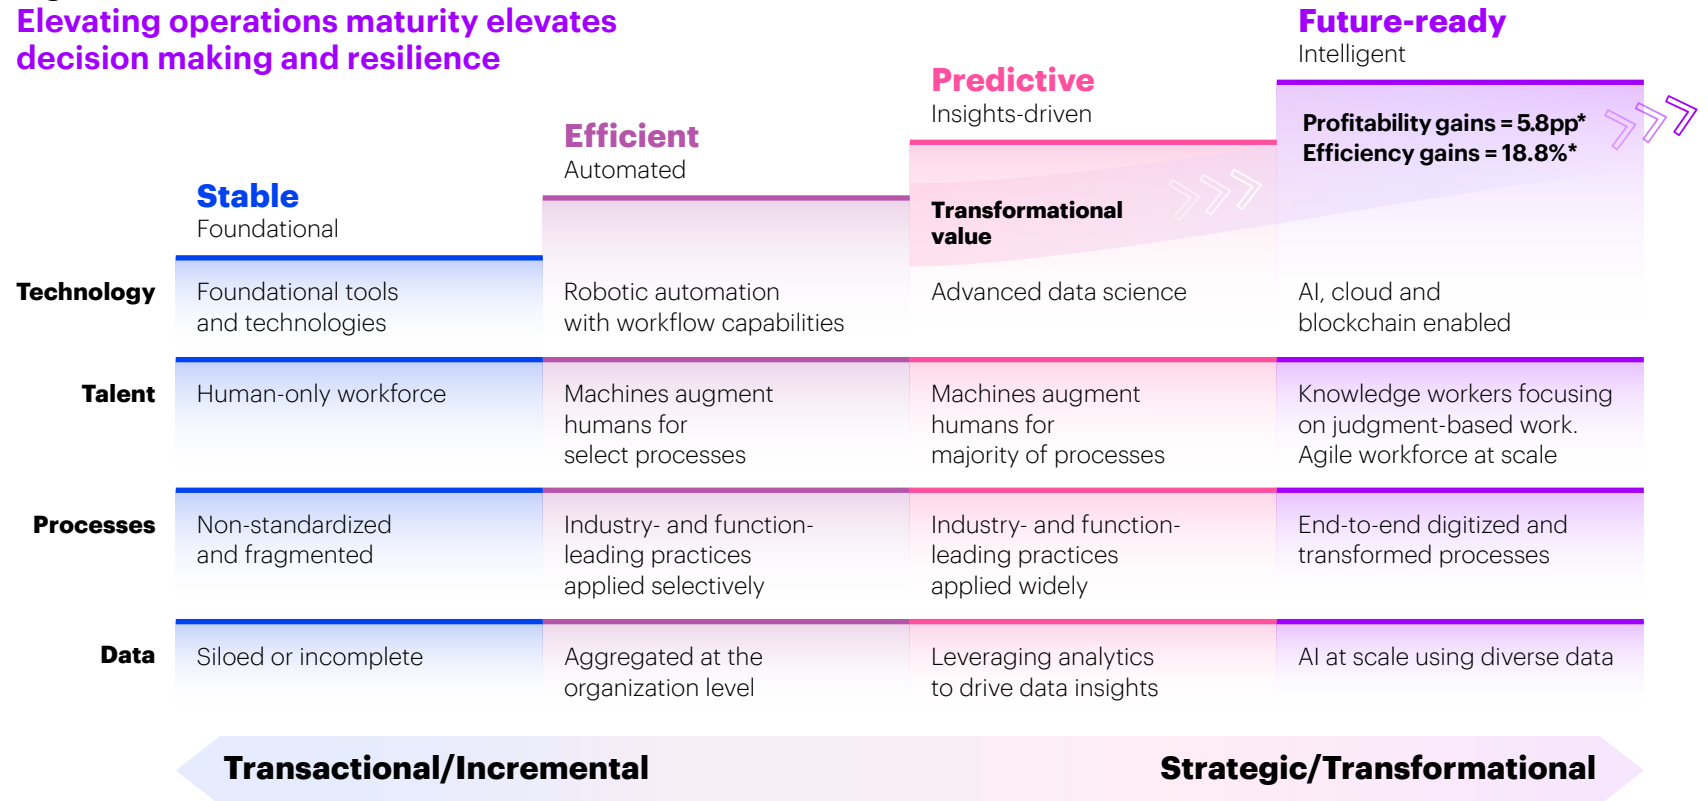 Elevating operations maturity elevates
decision making and resilience
Stable
Foundational
Efficient
Automated
Predictive
Insights-driven
Future-ready
Intelligent
Transformational
value
Profitability gains = 5.8pp*
Efficiency gains = 18.8%*
Technology
Foundational tools
and technologies
Robotic automation
with workflow capabilities
Advanced data science
AI, cloud and
blockchain enabled
Talent
Human-only workforce
Machines augment
humans for
select processes
Machines augment
humans for
majority of processes
Knowledge workers focusing
on judgment-based work.
Agile workforce at scale
Processes
Non-standardized
and fragmented
Industry- and function-
leading practices
applied selectively
Industry- and function-
leading practices
applied widely
End-to-end digitized and
transformed processes
Data
Siloed or incomplete
Aggregated at the
organization level
Leveraging analytics
to drive data insights
AI at scale using diverse data
Transactional/Incremental
Strategic/Transformational